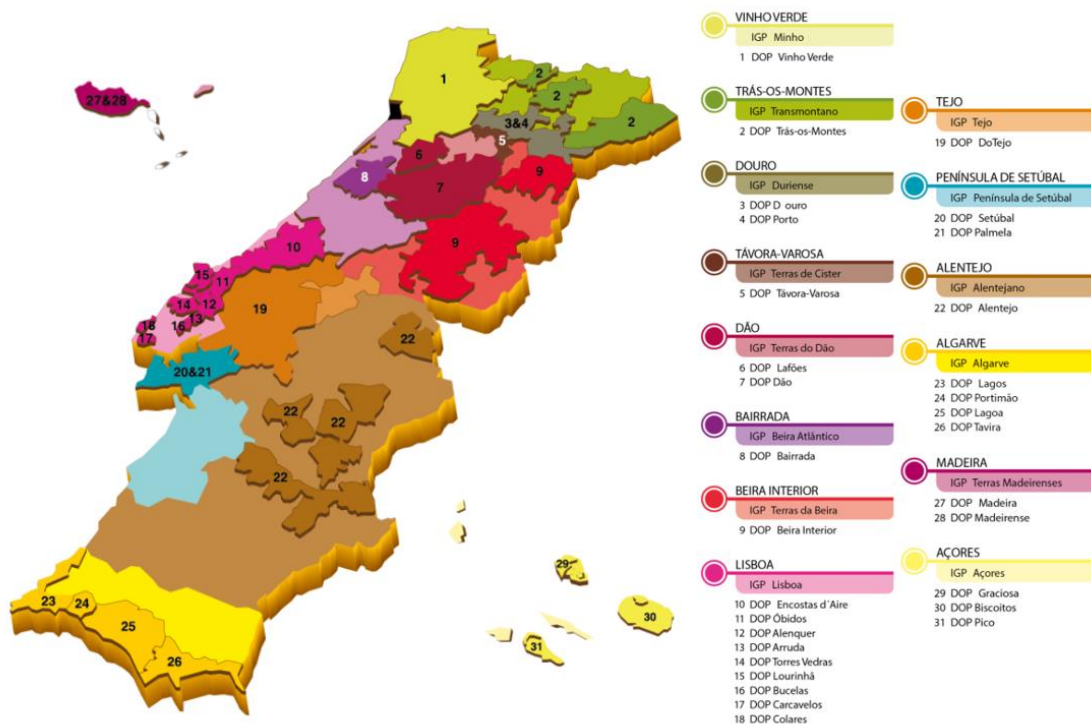 27&28
1
2
2
2
3&4
5
6
7
8
9
9
10
11
12
13
14
15
16
18
17
19
20&21
22
22
22
22
23
24
25
26
29
30
31
VINHO VERDE
IGP Minho
1 DOP Vinho Verde
TRÁS-OS-MONTES
IGP Transmontano
2 DOP Trás-os-Montes
DOURO
IGP Duriense
3 DOP D ouro
4 DOP Porto
TÁVORA-VAROSA
IGP Terras de Cister
5 DOP Távora-Varosa
DÃO
IGP Terras do Dão
6 DOP Lafões
7 DOP Dão
BAIRRADA
IGP Beira Atlântico
8 DOP Bairrada
BEIRA INTERIOR
IGP Terras da Beira
9 DOP Beira Interior
LISBOA
IGP Lisboa
10 DOP Encostas d´Aire
11 DOP Óbidos
12 DOP Alenquer
13 DOP Arruda
14 DOP Torres Vedras
15 DOP Lourinhã
16 DOP Bucelas
17 DOP Carcavelos
18 DOP Colares
TEJO
IGP Tejo
19 DOP DoTejo
PENÍNSULA DE SETÚBAL
IGP Península de Setúbal
20 DOP Setúbal
21 DOP Palmela
ALENTEJO
IGP Alentejano
22 DOP Alentejo
ALGARVE
IGP Algarve
23 DOP Lagos
24 DOP Portimão
25 DOP Lagoa
26 DOP Tavira
MADEIRA
IGP Terras Madeirenses
27 DOP Madeira
28 DOP Madeirense
AÇORES
IGP Açores
29 DOP Graciosa
30 DOP Biscoitos
31 DOP Pico